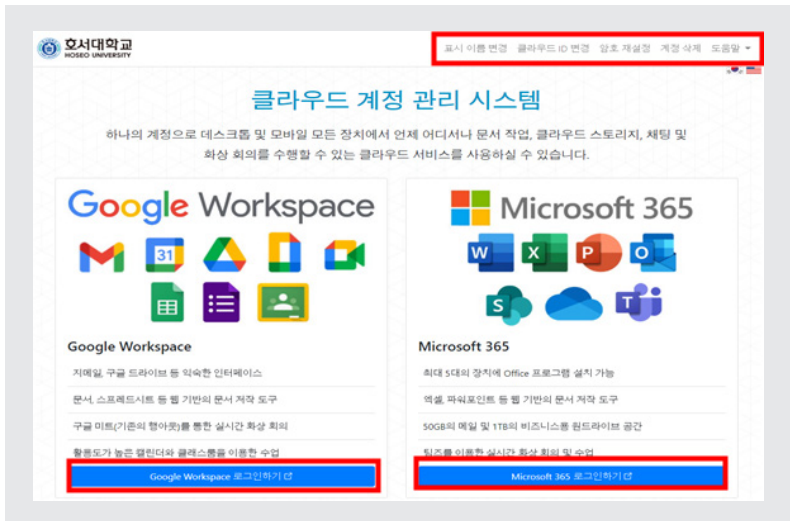 호서대학교
HOSEO UNIVERSITY
표시 이름 변경 클라우드 ID 변경 암호 재설정 계정 삭제 도움말
클라우드 계정 관리 시스템
하나의 계정으로 데스크톱 및 모바일 모든 장치에서 언제 어디서나 문서 작업, 클라우드 스토리지, 채팅 및
화상 회의를 수행할 수 있는 클라우드 서비스를 사용하실 수 있습니다.
Google Workspace
31
Google Workspace
지메일, 구글 드라이브 등 익숙한 인터페이스
문서, 스프레드시트 등 웹 기반의 문서 저작 도구
구글 미트(기존의 행아웃)를 통한 실시간 화상 회의
활용도가 높은 캘린더와 클래스룸을 이용한 수업
Google Workspace 로그인하기
Microsoft 365
W X P O
S T
Microsoft 365
최대 5대의 장치에 Office 프로그램 설치 가능
엑셀, 파워포인트 등 웹 기반의 문서 저작 도구
50GB의 메일 및 1TB의 비즈니스용 원드라이브 공간
팀즈를 이용한 실시간 화상 회의 및 수업
Microsoft 365 로그인하기